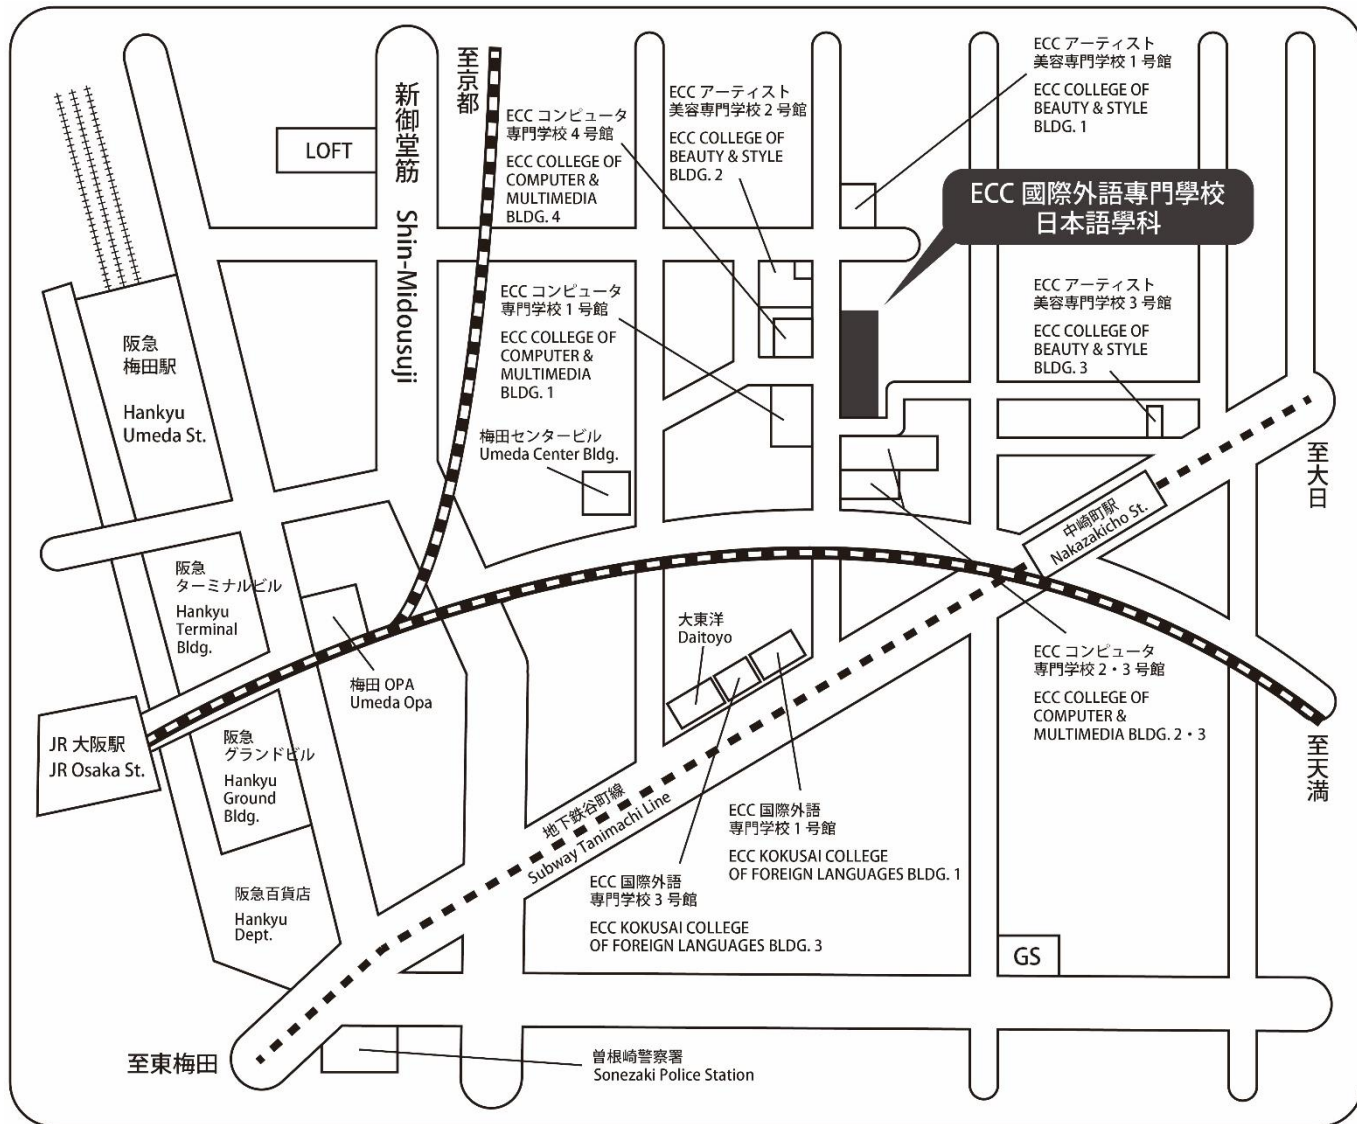 至京都
新御堂筋 Shin-Midousuji
LOFT
ECC コンピュータ
専門学校 4 号館
ECC COLLEGE OF
COMPUTER &
MULTIMEDIA
BLDG. 4
ECC アーティスト
美容専門学校 2 号館
ECC COLLEGE OF
BEAUTY & STYLE
BLDG. 2
ECC アーティスト
美容専門学校 1 号館
ECC COLLEGE OF
BEAUTY & STYLE
BLDG. 1
ECC 國際外語專門學校
日本語學科
ECC コンピュータ
専門学校 1 号館
ECC COLLEGE OF
COMPUTER &
MULTIMEDIA
BLDG. 1
ECC アーティスト
美容専門学校 3 号館
ECC COLLEGE OF
BEAUTY & STYLE
BLDG. 3
阪急
梅田駅
Hankyu
Umeda St.
梅田センタービル
Umeda Center Bldg.
至大日
中崎町駅
Nakazakicho St.
阪急
ターミナルビル
Hankyu
Terminal
Bldg.
大東洋
Daitoyo
梅田 OPA
Umeda Opa
ECC コンピュータ
専門学校 2・3 号館
ECC COLLEGE OF
COMPUTER &
MULTIMEDIA BLDG. 2・3
JR 大阪駅
JR Osaka St.
阪急
グランドビル
Hankyu
Ground
Bldg.
至天満
地下鉄谷町線
Subway Tanimachi Line
ECC 国際外語
専門学校 1 号館
ECC KOKUSAI COLLEGE
OF FOREIGN LANGUAGES BLDG. 1
ECC 国際外語
専門学校 3 号館
ECC KOKUSAI COLLEGE
OF FOREIGN LANGUAGES BLDG. 3
阪急百貨店
Hankyu
Dept.
GS
至東梅田
曽根崎警察署
Sonezaki Police Station